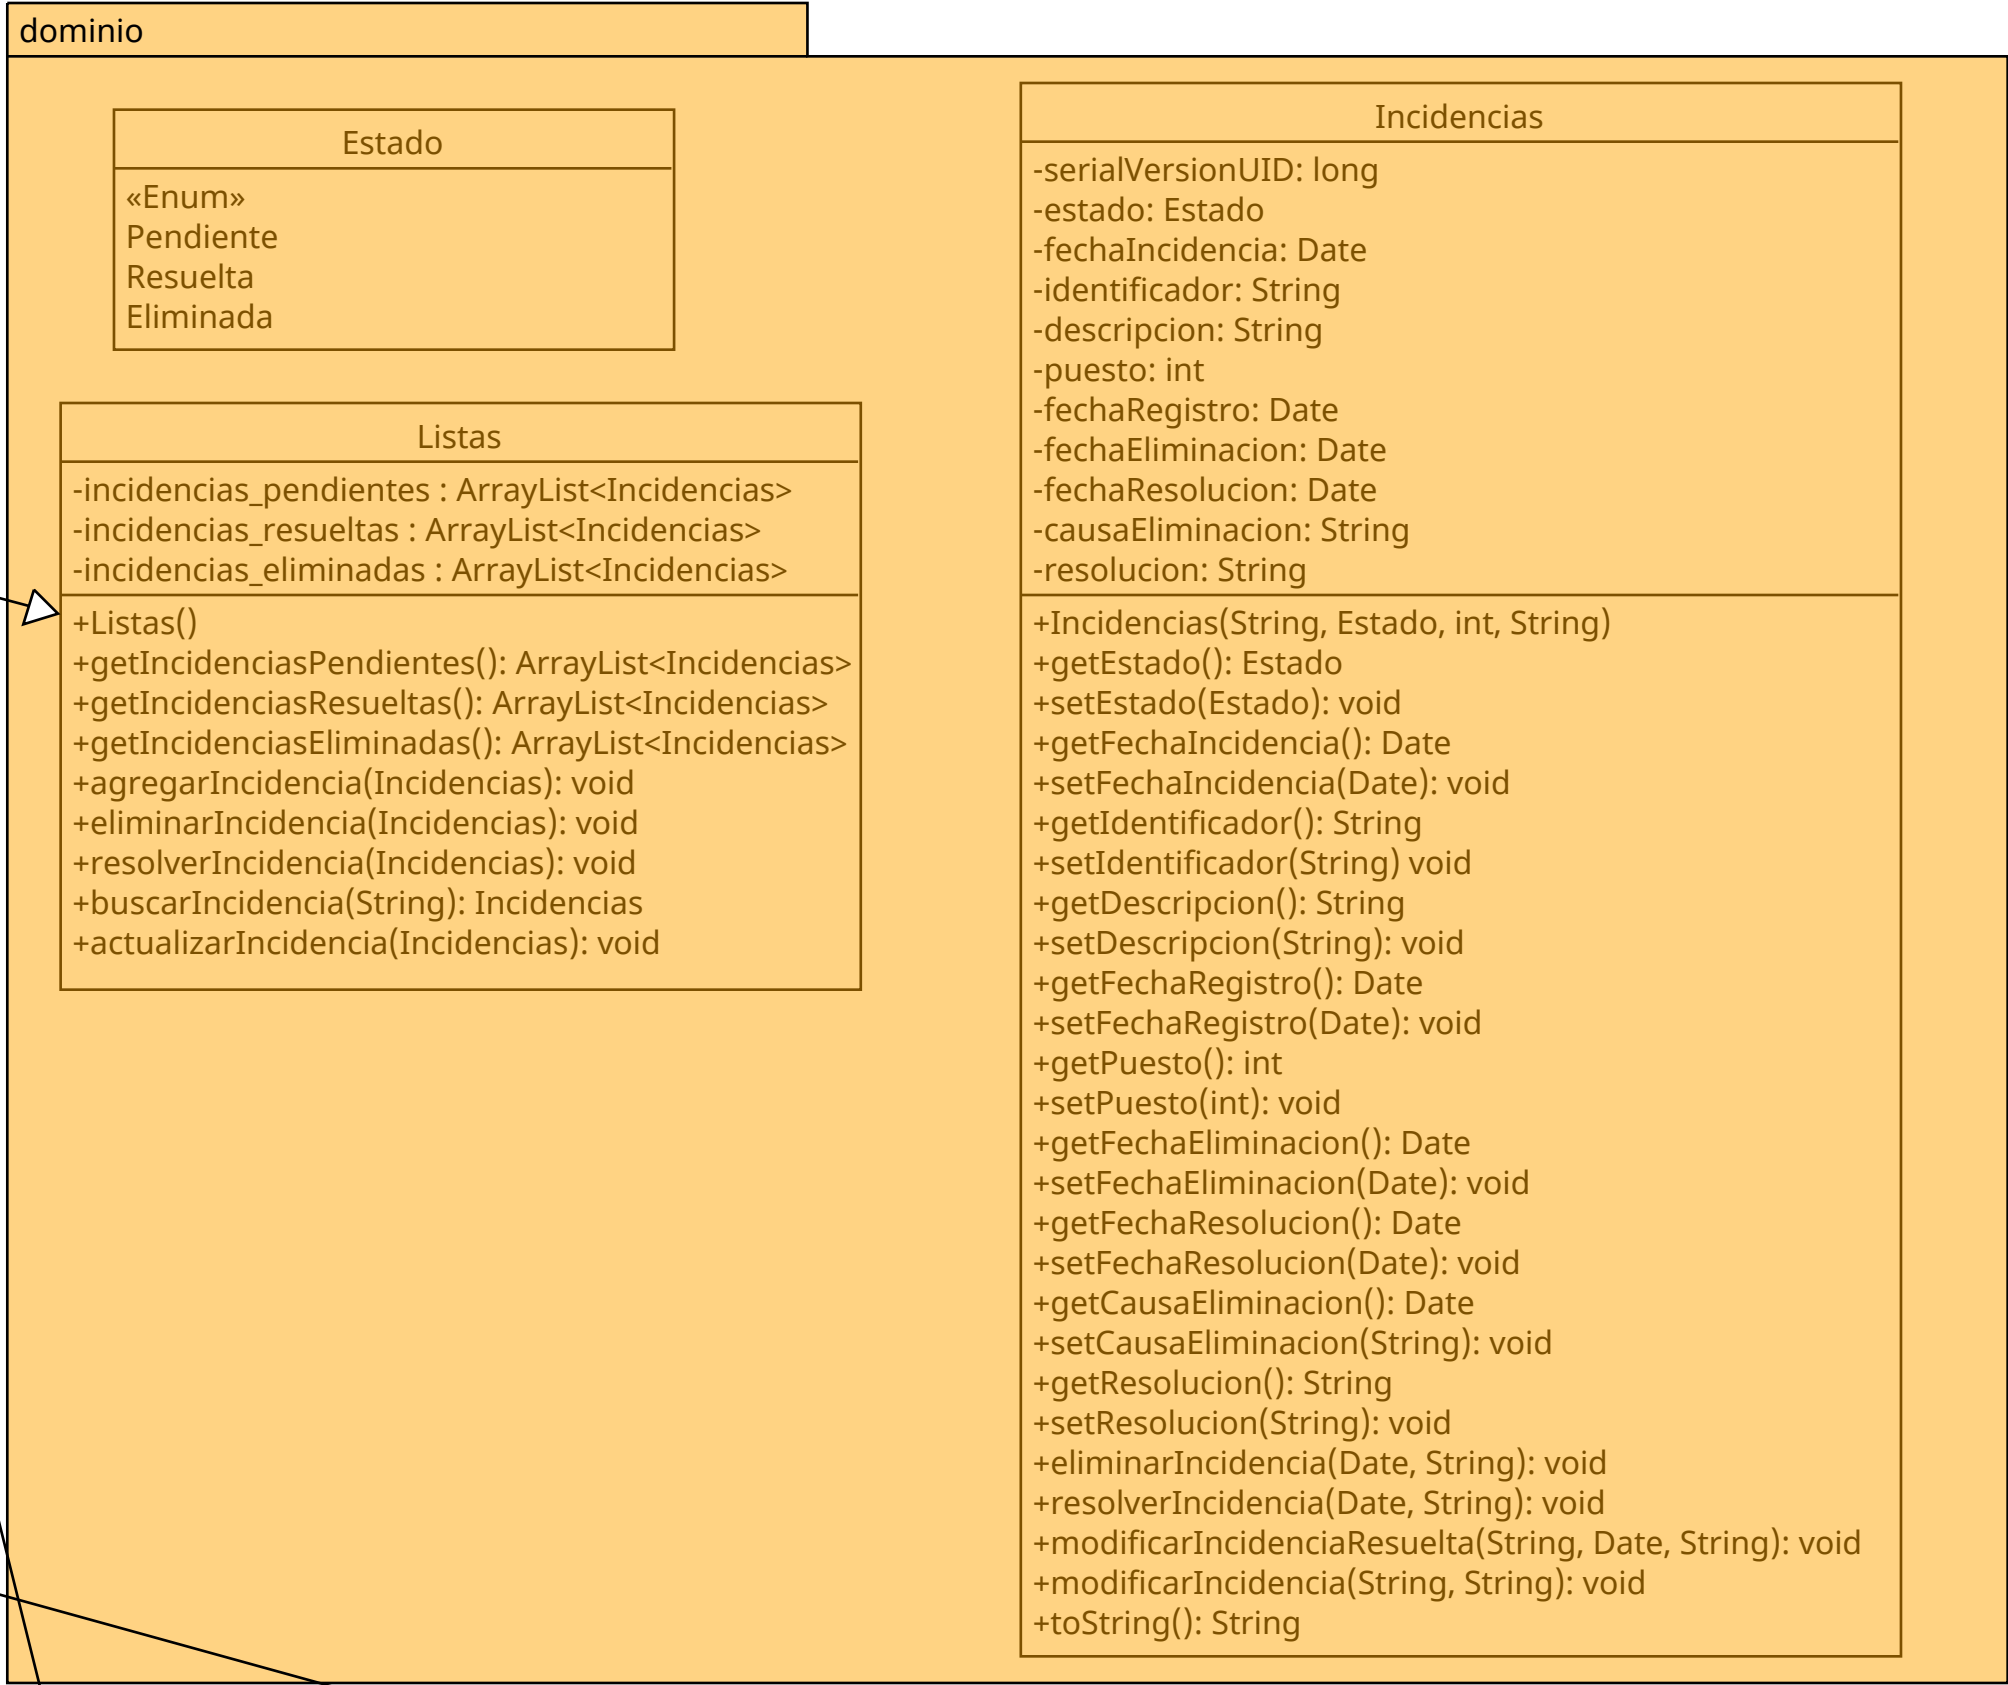 dominio
Estado
«Enum»
Pendiente
Resuelta
Eliminada
Listas
-incidencias_pendientes : ArrayList<Incidencias>
-incidencias_resueltas : ArrayList<Incidencias>
-incidencias_eliminadas : ArrayList<Incidencias>
+Listas()
+getIncidenciasPendientes(): ArrayList<Incidencias>
+getIncidenciasResueltas(): ArrayList<Incidencias>
+getIncidenciasEliminadas(): ArrayList<Incidencias>
+agregarIncidencia(Incidencias): void
+eliminarIncidencia(Incidencias): void
+resolverIncidencia(Incidencias): void
+buscarIncidencia(String): Incidencias
+actualizarIncidencia(Incidencias): void
Incidencias
-serialVersionUID: long
-estado: Estado
-fechaIncidencia: Date
-identificador: String
-descripcion: String
-puesto: int
-fechaRegistro: Date
-fechaEliminacion: Date
-fechaResolucion: Date
-causaEliminacion: String
-resolucion: String
+Incidencias(String, Estado, int, String)
+getEstado(): Estado
+setEstado(Estado): void
+getFechaIncidencia(): Date
+setFechaIncidencia(Date): void
+getIdentificador(): String
+setIdentificador(String) void
+getDescripcion(): String
+setDescripcion(String): void
+getFechaRegistro(): Date
+setFechaRegistro(Date): void
+getPuesto(): int
+setPuesto(int): void
+getFechaEliminacion(): Date
+setFechaEliminacion(Date): void
+getFechaResolucion(): Date
+setFechaResolucion(Date): void
+getCausaEliminacion(): Date
+setCausaEliminacion(String): void
+getResolucion(): String
+setResolucion(String): void
+eliminarIncidencia(Date, String): void
+resolverIncidencia(Date, String): void
+modificarIncidenciaResuelta(String, Date, String): void
+modificarIncidencia(String, String): void
+toString(): String